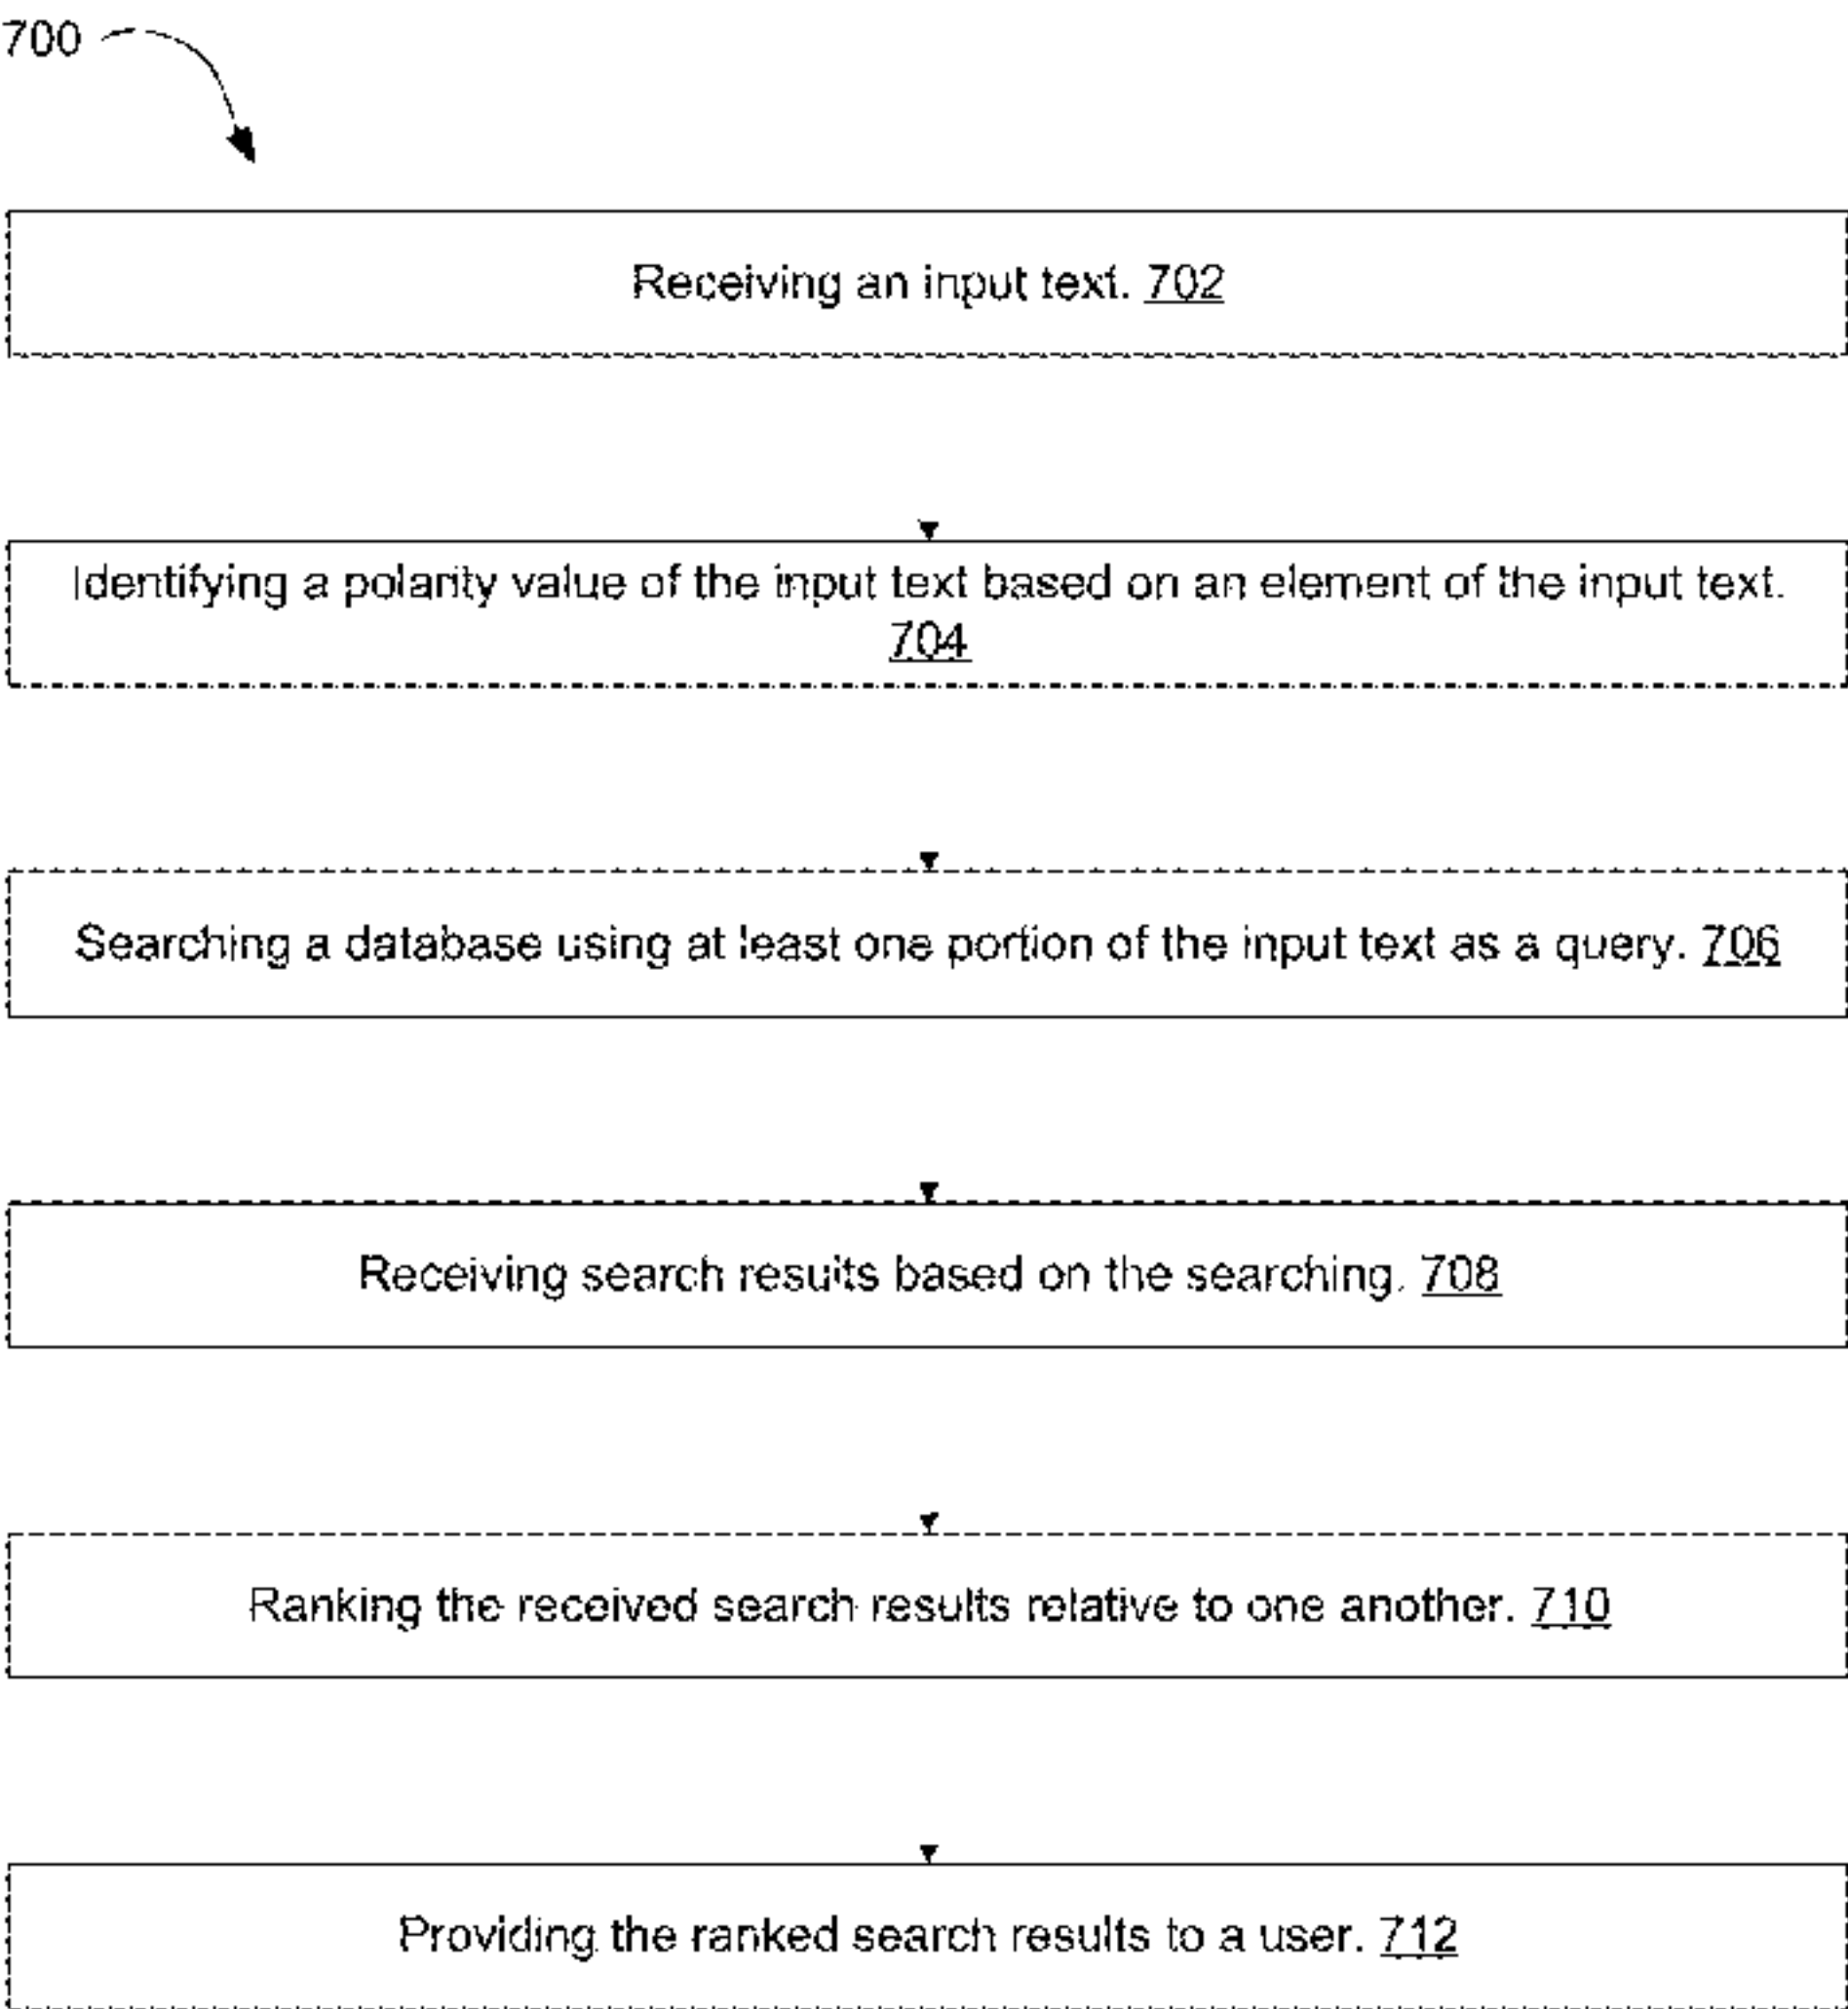 700
Receiving an input text. 702
Identifying a polarity value of the input text based on an element of the input text.
704
Searching a database using at least one portion of the input text as a query. 706
Receiving search results based on the searching. 708
Ranking the received search results relative to one another. 710
Providing the ranked search results to a user. 712